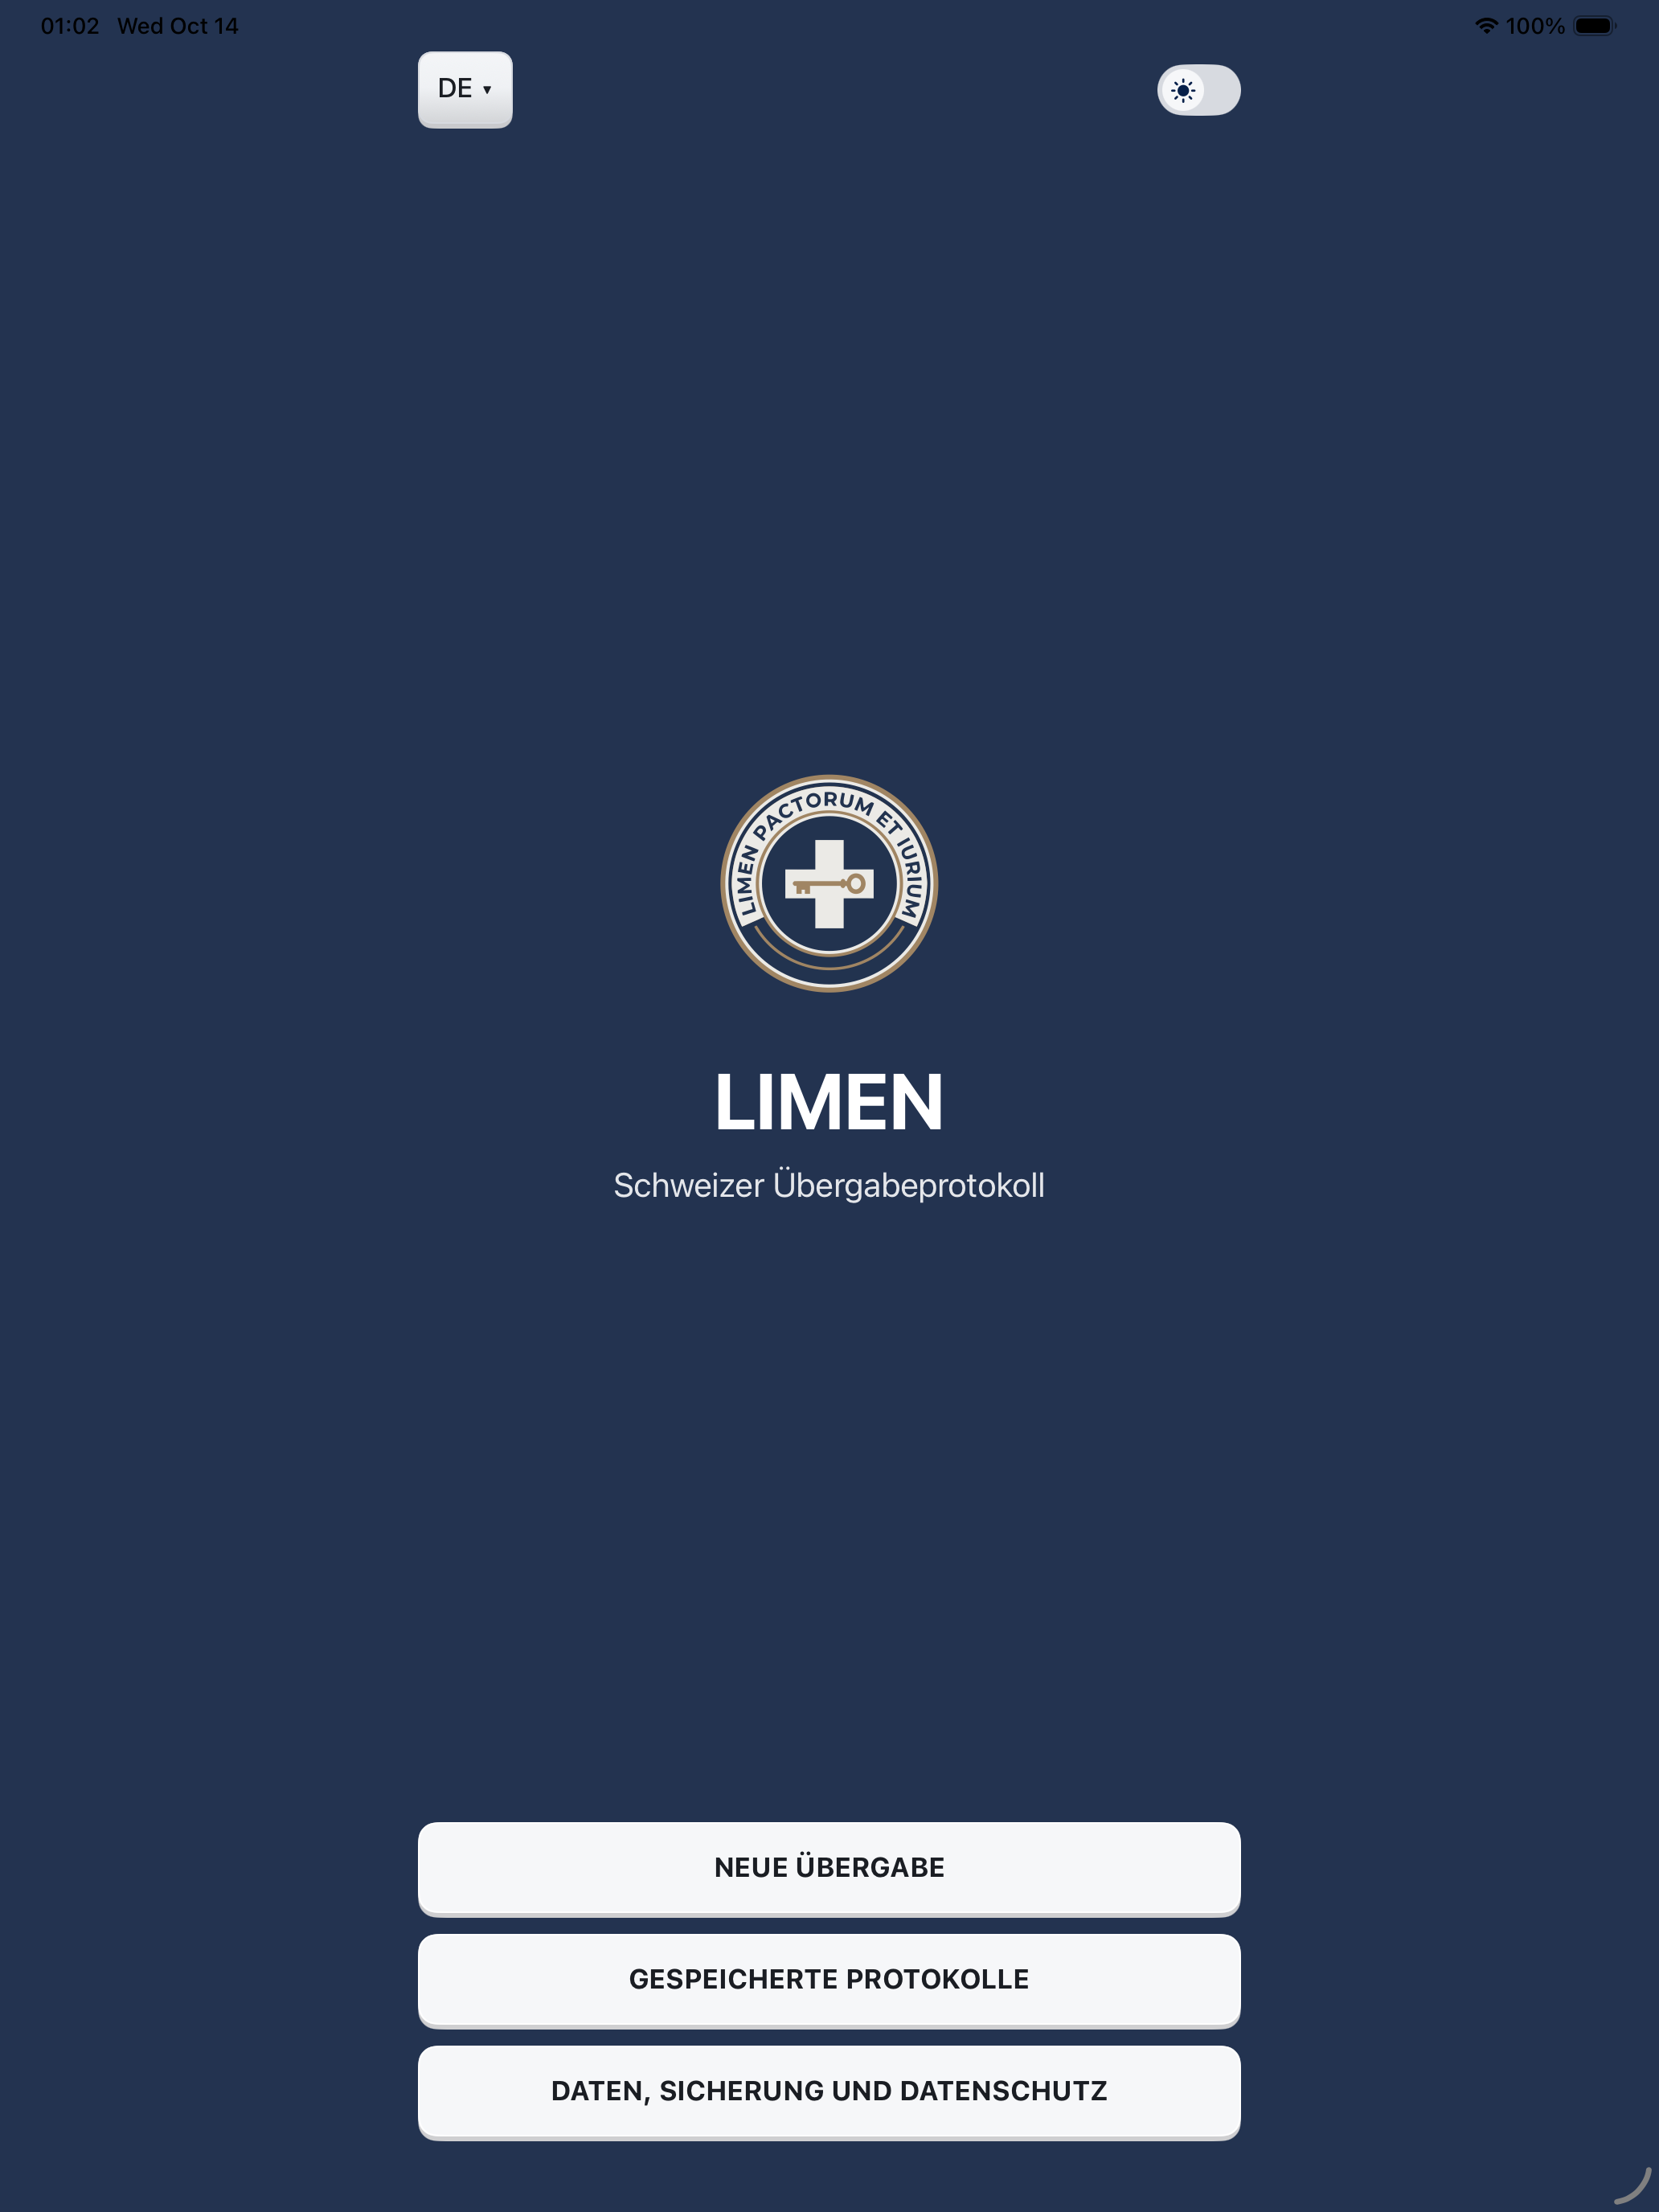 01:02 Wed Oct 14 100%
DE ▼
LIMEN PACTORUM ET IURIUM
LIMEN
Schweizer Übergabeprotokoll
NEUE ÜBERGABE
GESPEICHERTE PROTOKOLLE
DATEN, SICHERUNG UND DATENSCHUTZ